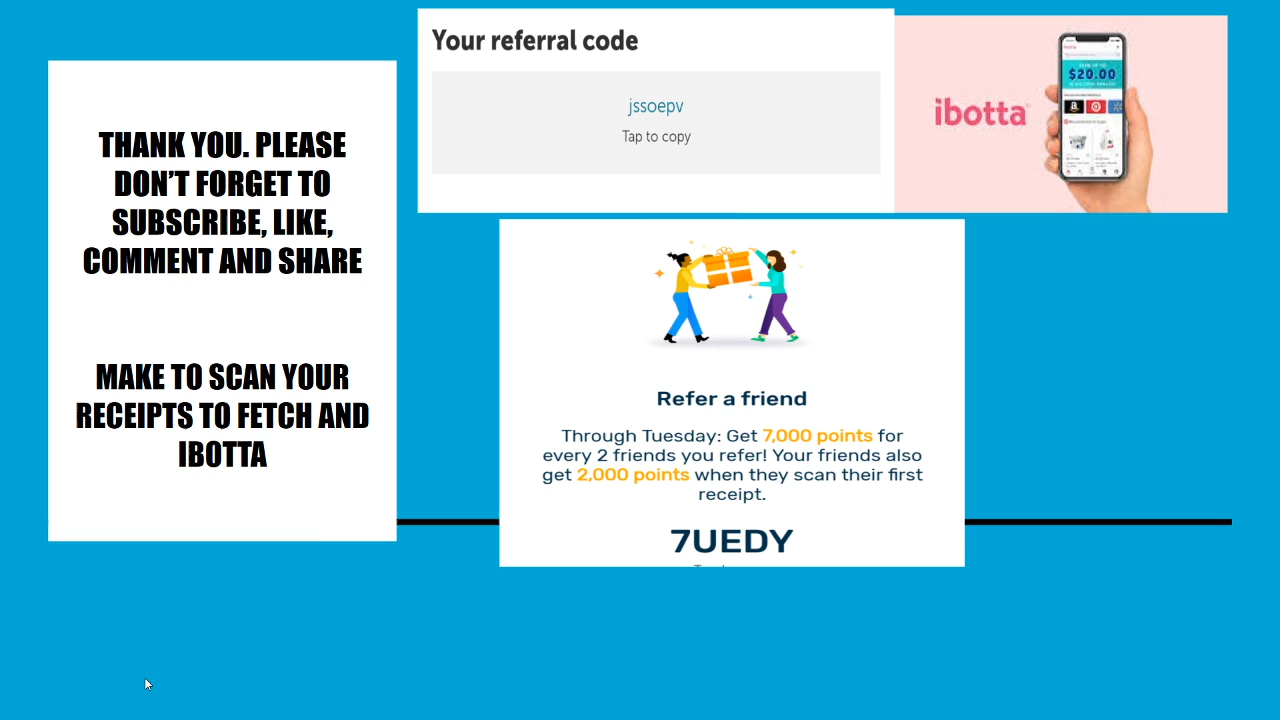 THANK YOU. PLEASE
DON'T FORGET TO
SUBSCRIBE, LIKE,
COMMENT AND SHARE
MAKE TO SCAN YOUR
RECEIPTS TO FETCH AND
IBOTTA
Your referral code
jssoepv
Tap to copy
ibotta
$20.00
Refer a friend
Through Tuesday: Get 7,000 points for
every 2 friends you refer! Your friends also
get 2,000 points when they scan their first
receipt.
7UEDY